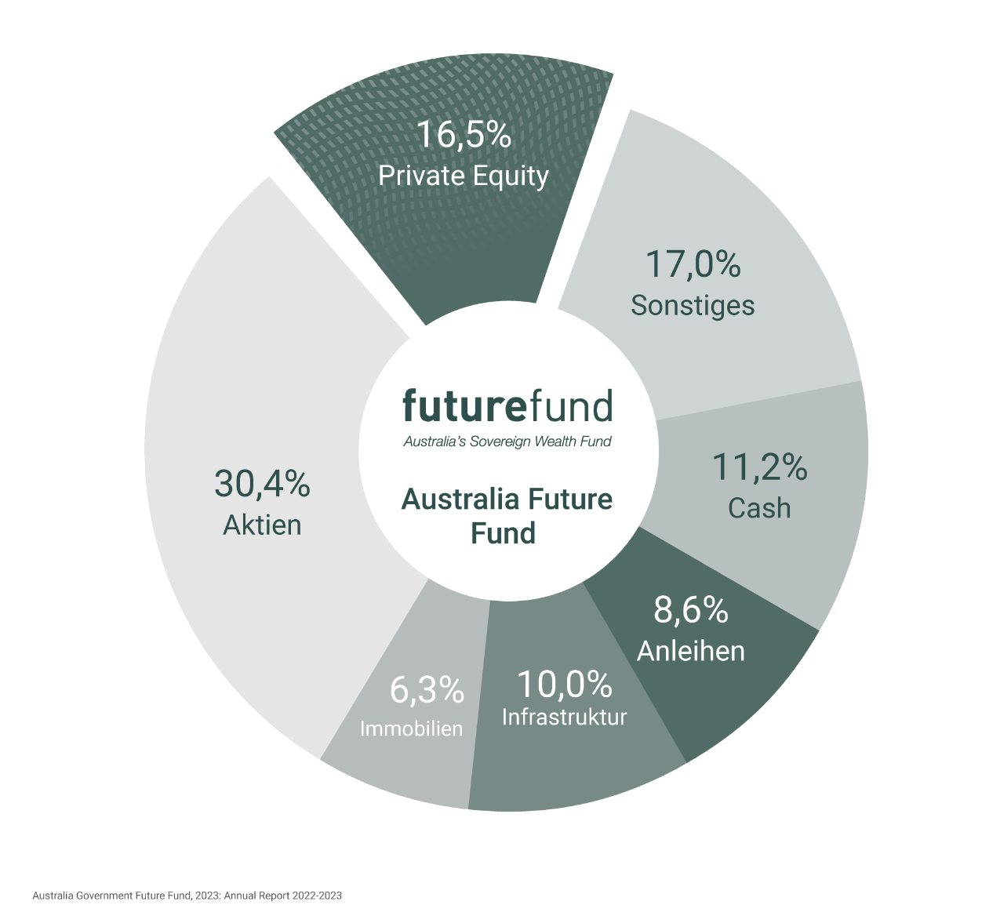 16,5%
Private Equity
17,0%
Sonstiges
11,2%
Cash
8,6%
Anleihen
10,0%
Infrastruktur
6,3%
Immobilien
30,4%
Aktien
futurefund
Australia's Sovereign Wealth Fund
Australia Future
Fund
Australia Government Future Fund, 2023: Annual Report 2022-2023